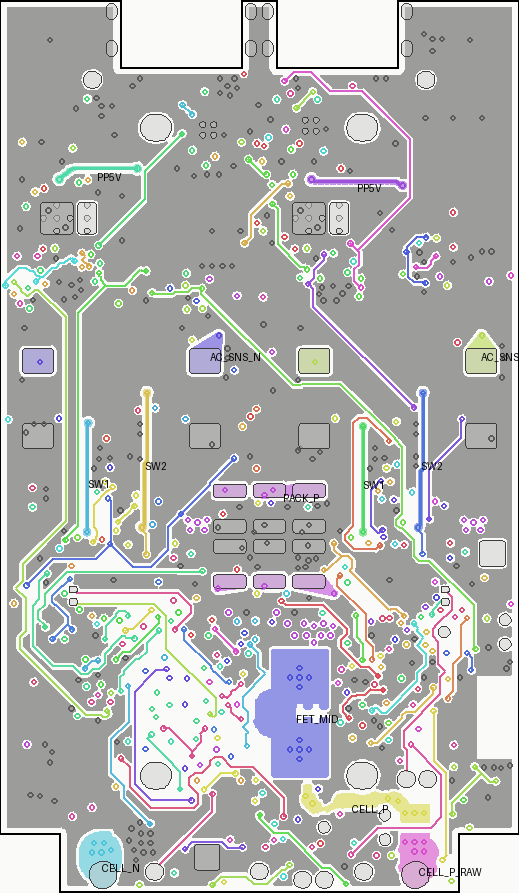 PP5V
PP5V
AC_SNS_N
AC_SNS
SW2
SW2
SW1
SW1
PACK_P
FET_MID
CELL_P
CELL_N
CELL_P_RAW